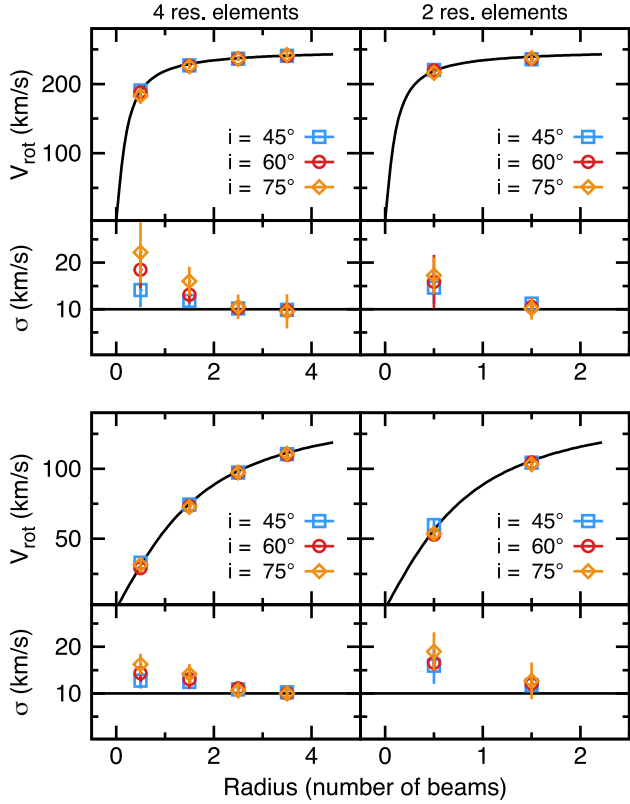 4 res. elements 2 res. elements
V_rot (km/s)
200
100
i = 45°
i = 60°
i = 75°
i = 45°
i = 60°
i = 75°
σ (km/s)
20
10
0 2 4 0 1 2
V_rot (km/s)
100
50
i = 45°
i = 60°
i = 75°
i = 45°
i = 60°
i = 75°
σ (km/s)
20
10
0 2 4 0 1 2
Radius (number of beams)